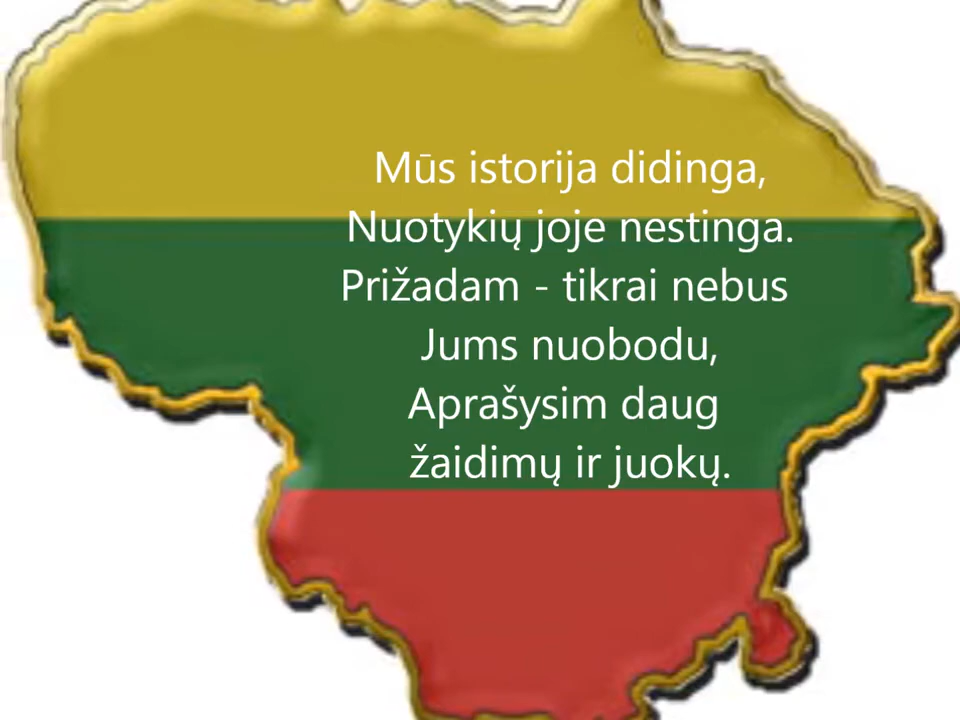 Mūs istorija didinga,
Nuotykių joje nestinga.
Prižadam - tikrai nebus
Jums nuobodu,
Aprašysim daug
žaidimų ir juokų.